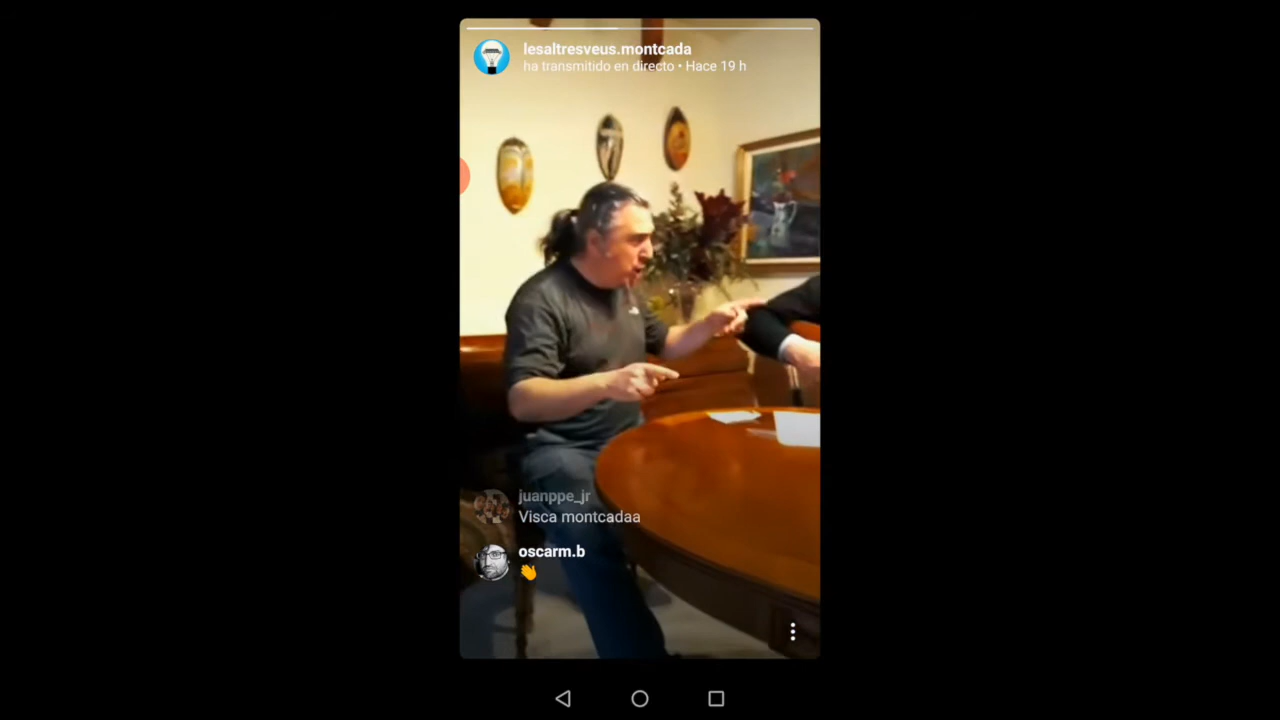 lesaltresveus.montcada
ha transmitido en directo • Hace 19 h
juanppe_jr
Visca montcadaa
oscarm.b
👏